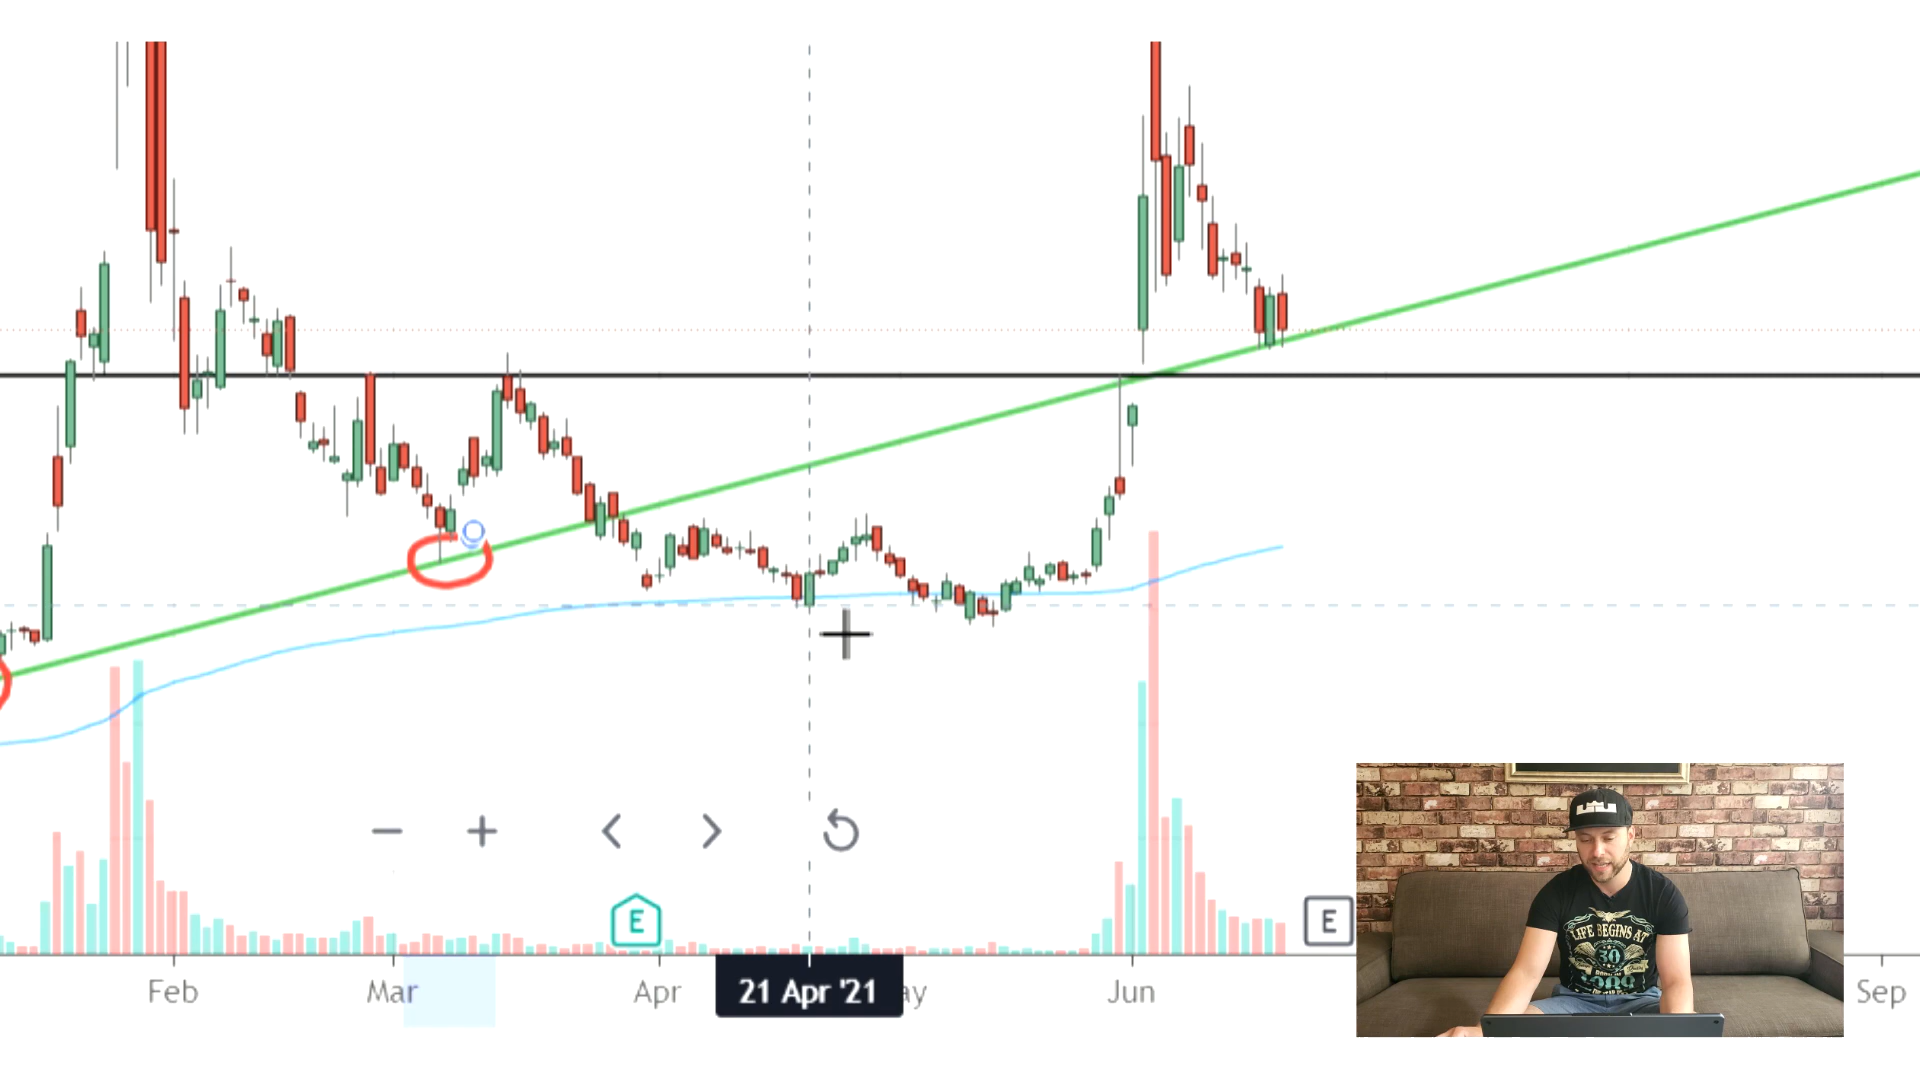 E
E
Feb
Mar
Apr
21 Apr '21
ay
Jun
Sep
LIFE BEGINS AT
30